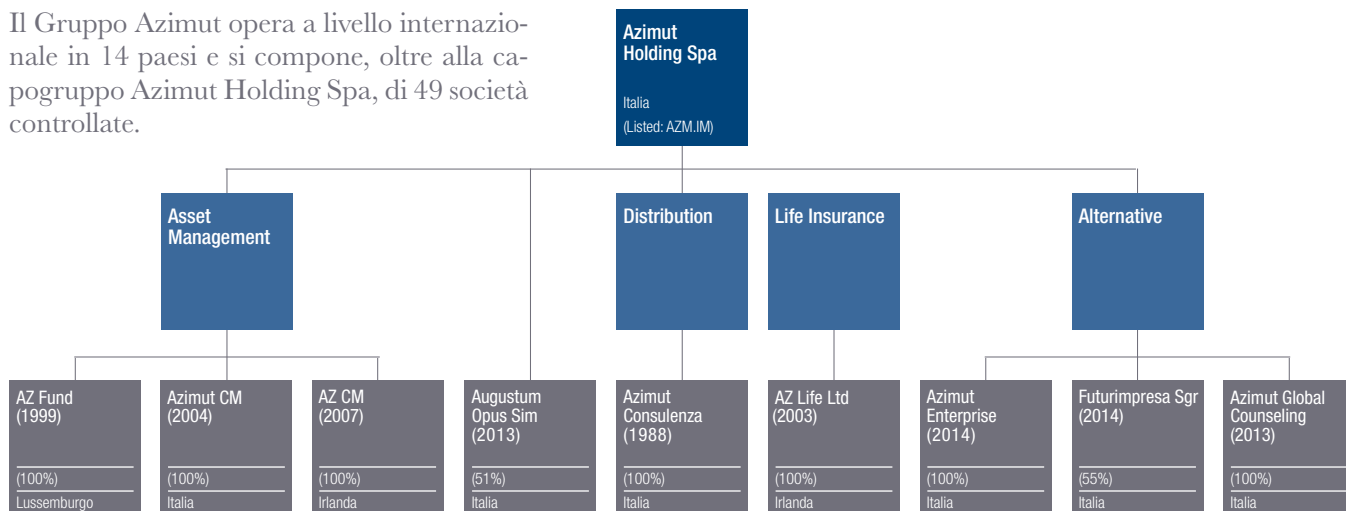 Il Gruppo Azimut opera a livello internazio-
nale in 14 paesi e si compone, oltre alla ca-
pogruppo Azimut Holding Spa, di 49 società
controllate.
Azimut
Holding Spa
Italia
(Listed: AZM.IM)
Asset
Management
Distribution
Life Insurance
Alternative
AZ Fund
(1999)
(100%)
Lussemburgo
Azimut CM
(2004)
(100%)
Italia
AZ CM
(2007)
(100%)
Irlanda
Augustum
Opus Sim
(2013)
(51%)
Italia
Azimut
Consulenza
(1988)
(100%)
Italia
AZ Life Ltd
(2003)
(100%)
Irlanda
Azimut
Enterprise
(2014)
(100%)
Italia
Futurimpresa Sgr
(2014)
(55%)
Italia
Azimut Global
Counseling
(2013)
(100%)
Italia